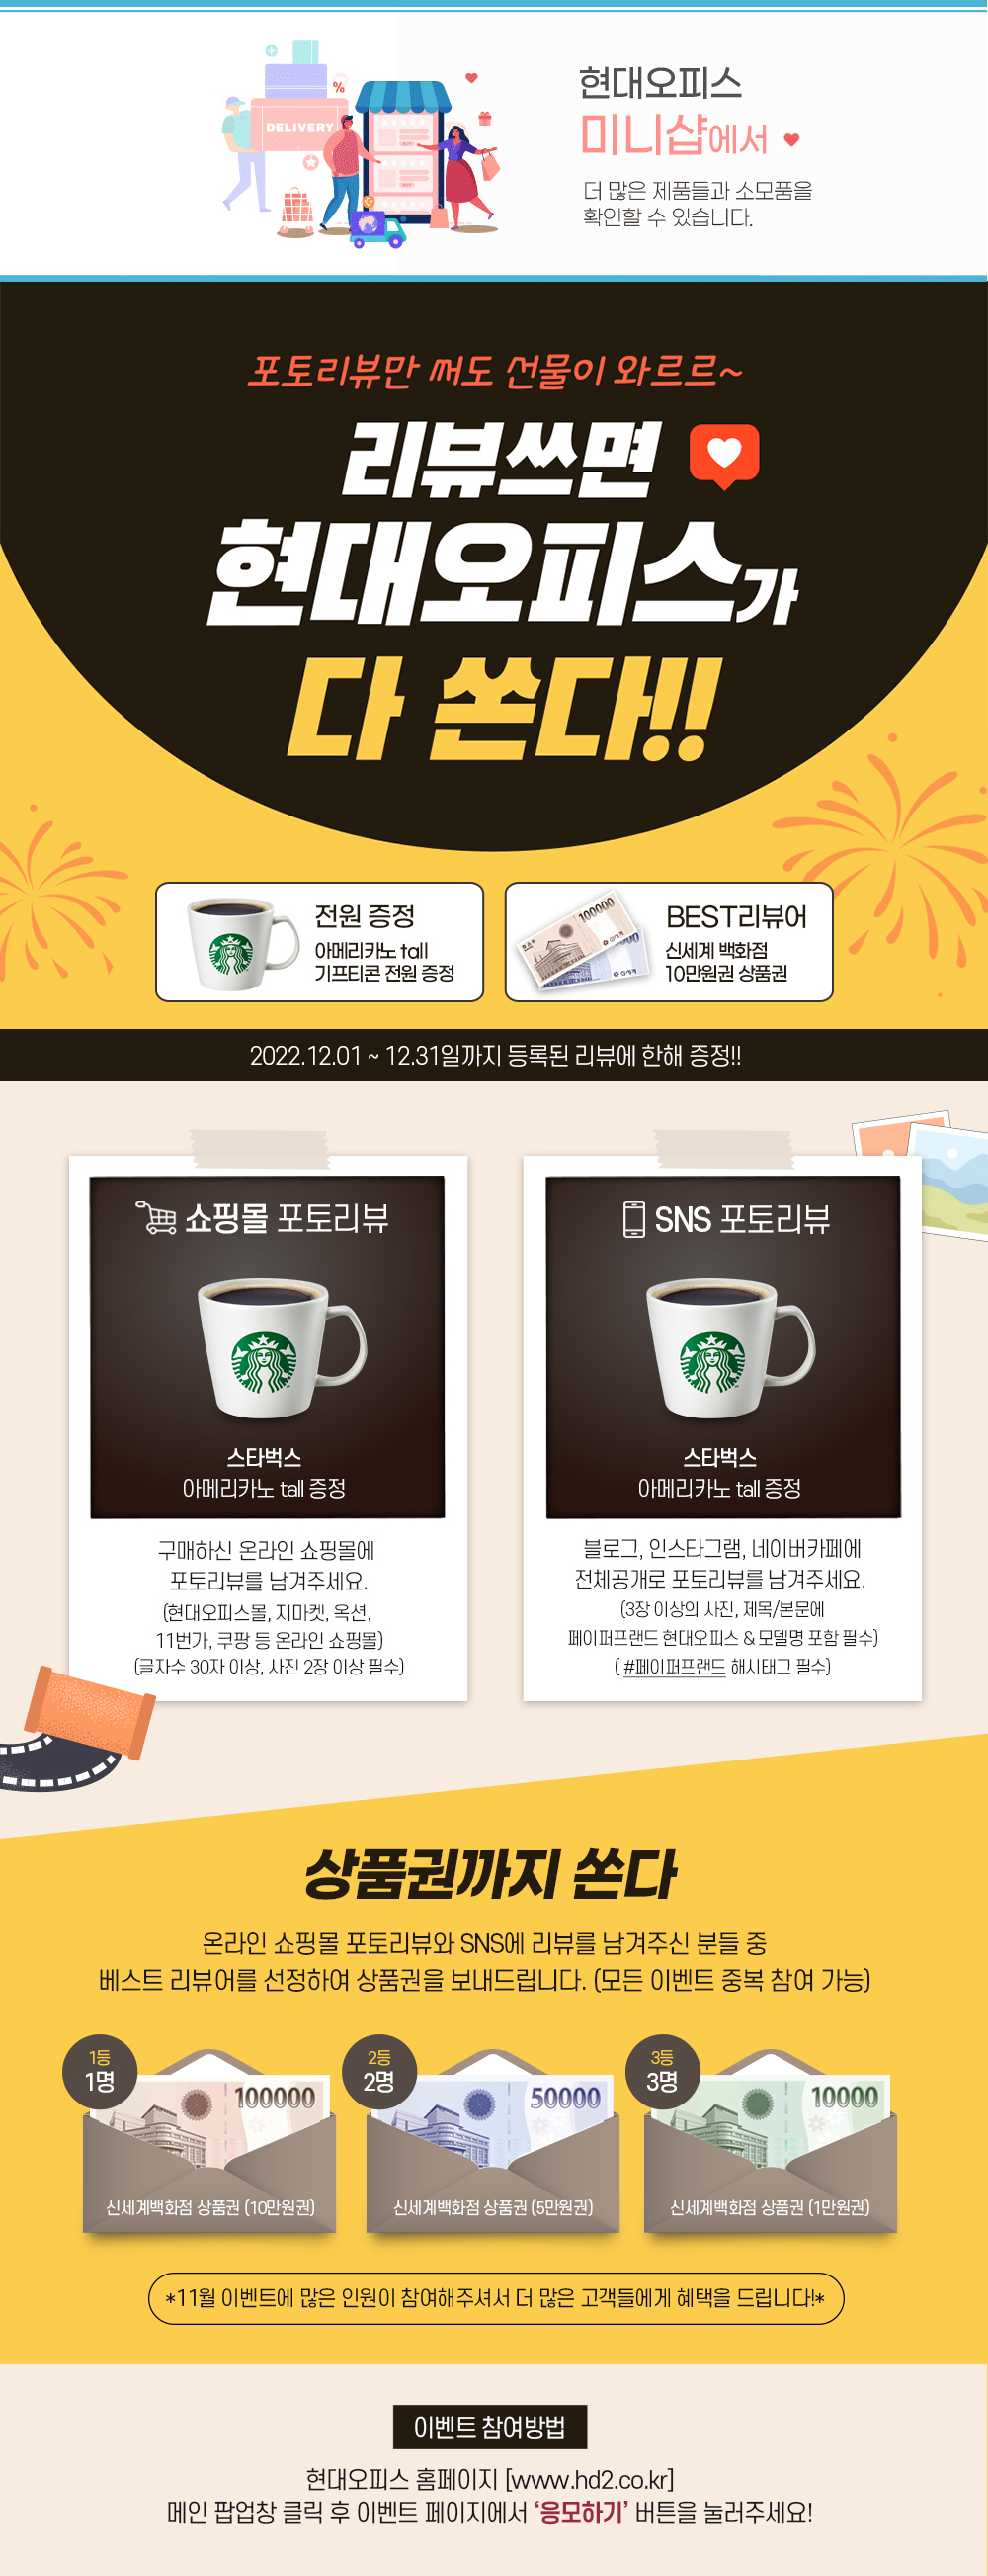 DELIVERY
%
현대오피스
미니샵에서
더 많은 제품들과 소모품을
확인할 수 있습니다.
포토리뷰만 써도 선물이 와르르~
리뷰쓰면
현대오피스가
다 쏜다!!
전원 증정
아메리카노 tall
기프티콘 전원 증정
100000
BEST리뷰어
신세계 백화점
10만원권 상품권
2022.12.01 ~ 12.31일까지 등록된 리뷰에 한해 증정!!
쇼핑몰 포토리뷰
스타벅스
아메리카노 tall 증정
구매하신 온라인 쇼핑몰에
포토리뷰를 남겨주세요.
(현대오피스몰, 지마켓, 옥션,
11번가, 쿠팡 등 온라인 쇼핑몰)
(글자수 30자 이상, 사진 2장 이상 필수)
SNS 포토리뷰
스타벅스
아메리카노 tall 증정
블로그, 인스타그램, 네이버카페에
전체공개로 포토리뷰를 남겨주세요.
(3장 이상의 사진, 제목/본문에
페이퍼프랜드 현대오피스 & 모델명 포함 필수)
( #페이퍼프랜드 해시태그 필수)
상품권까지 쏜다
온라인 쇼핑몰 포토리뷰와 SNS에 리뷰를 남겨주신 분들 중
베스트 리뷰어를 선정하여 상품권을 보내드립니다. (모든 이벤트 중복 참여 가능)
1등
1명
100000
신세계백화점 상품권 (10만원권)
2등
2명
50000
신세계백화점 상품권 (5만원권)
3등
3명
10000
신세계백화점 상품권 (1만원권)
*11월 이벤트에 많은 인원이 참여해주셔서 더 많은 고객들에게 혜택을 드립니다!*
이벤트 참여방법
현대오피스 홈페이지 [www.hd2.co.kr]
메인 팝업창 클릭 후 이벤트 페이지에서 '응모하기' 버튼을 눌러주세요!